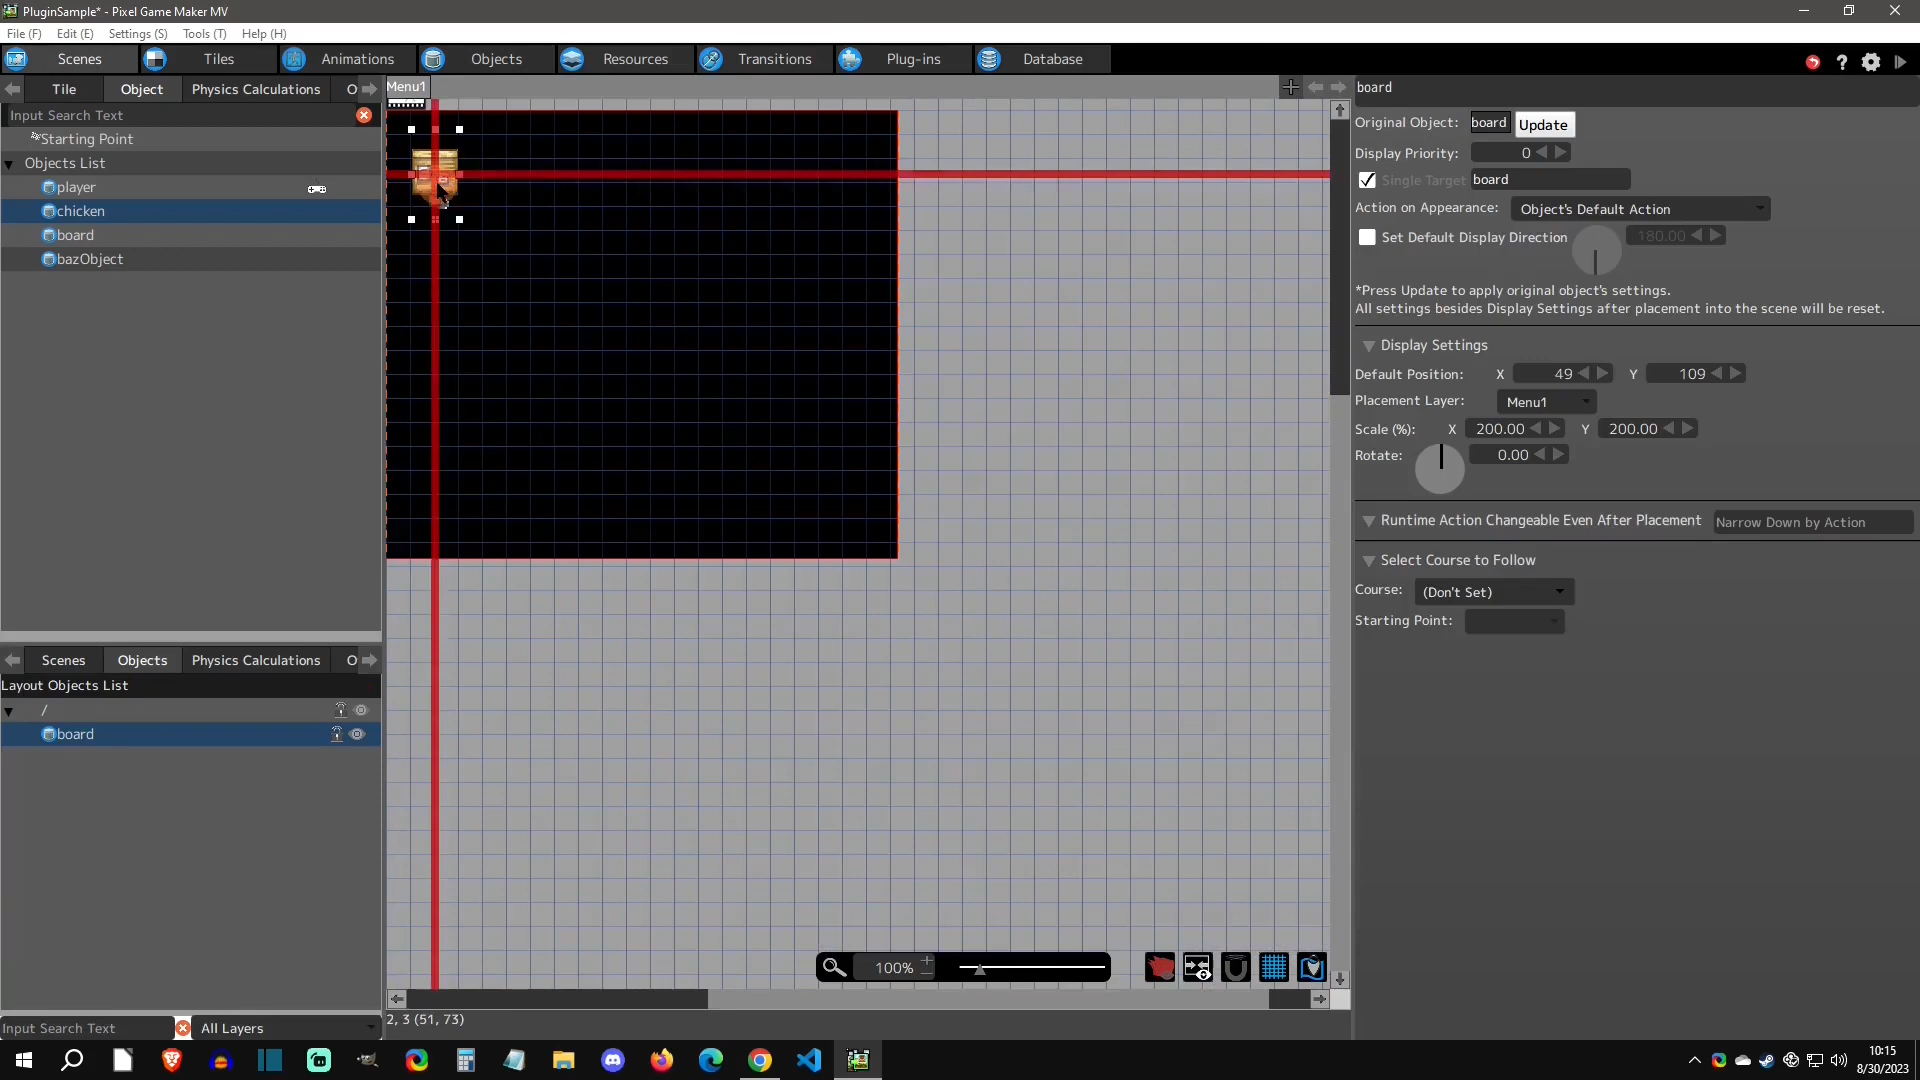 PluginSample* - Pixel Game Maker MV
File (F) Edit (E) Settings (S) Tools (T) Help (H)
Scenes Tiles Animations Objects Resources Transitions Plug-ins Database
Tile Object Physics Calculations O
Input Search Text
Starting Point
Objects List
player
chicken
board
bazObject
Scenes Objects Physics Calculations O
Layout Objects List
/
board
Input Search Text All Layers
Menu1
100%
2, 3 (51, 73)
board
Original Object: board Update
Display Priority: 0
Single Target board
Action on Appearance: Object's Default Action
Set Default Display Direction 180.00
*Press Update to apply original object's settings.
All settings besides Display Settings after placement into the scene will be reset.
Display Settings
Default Position: X 49 Y 109
Placement Layer: Menu1
Scale (%): X 200.00 Y 200.00
Rotate: 0.00
Runtime Action Changeable Even After Placement Narrow Down by Action
Select Course to Follow
Course: (Don't Set)
Starting Point:
10:15
8/30/2023